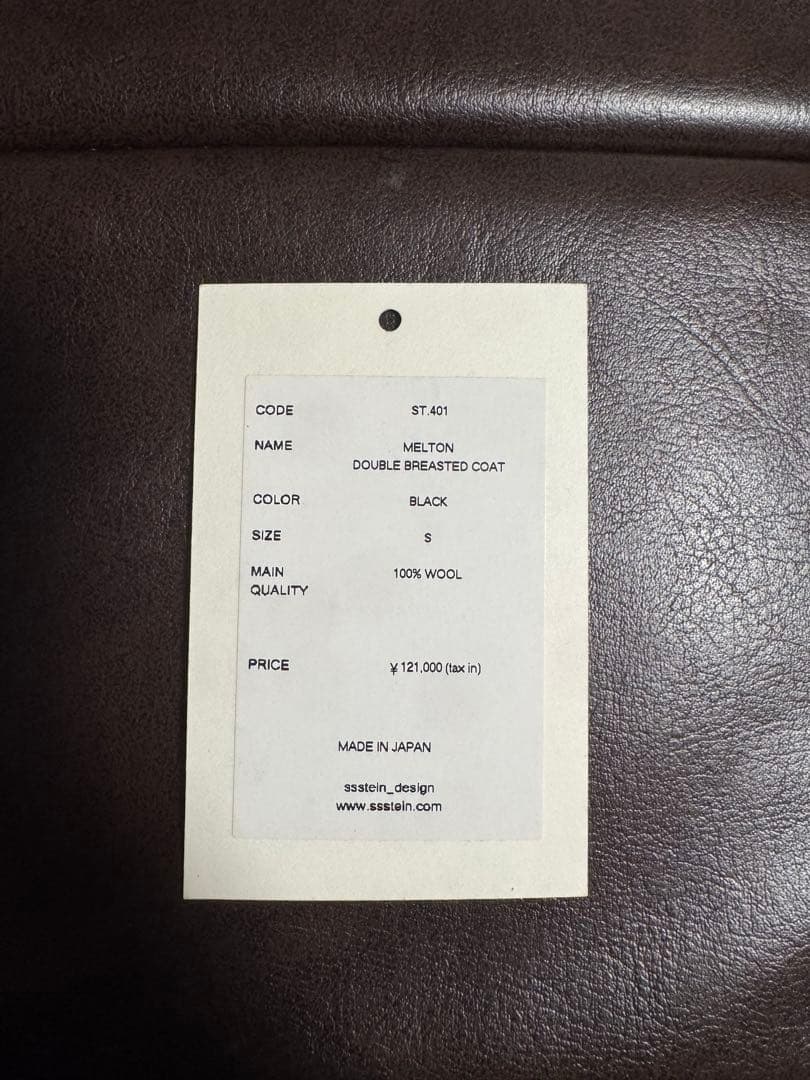 CODE ST.401
NAME MELTON
DOUBLE BREASTED COAT
COLOR BLACK
SIZE S
MAIN 100% WOOL
QUALITY
PRICE ¥121,000 (tax in)
MADE IN JAPAN
ssstein_design
www.ssstein.com